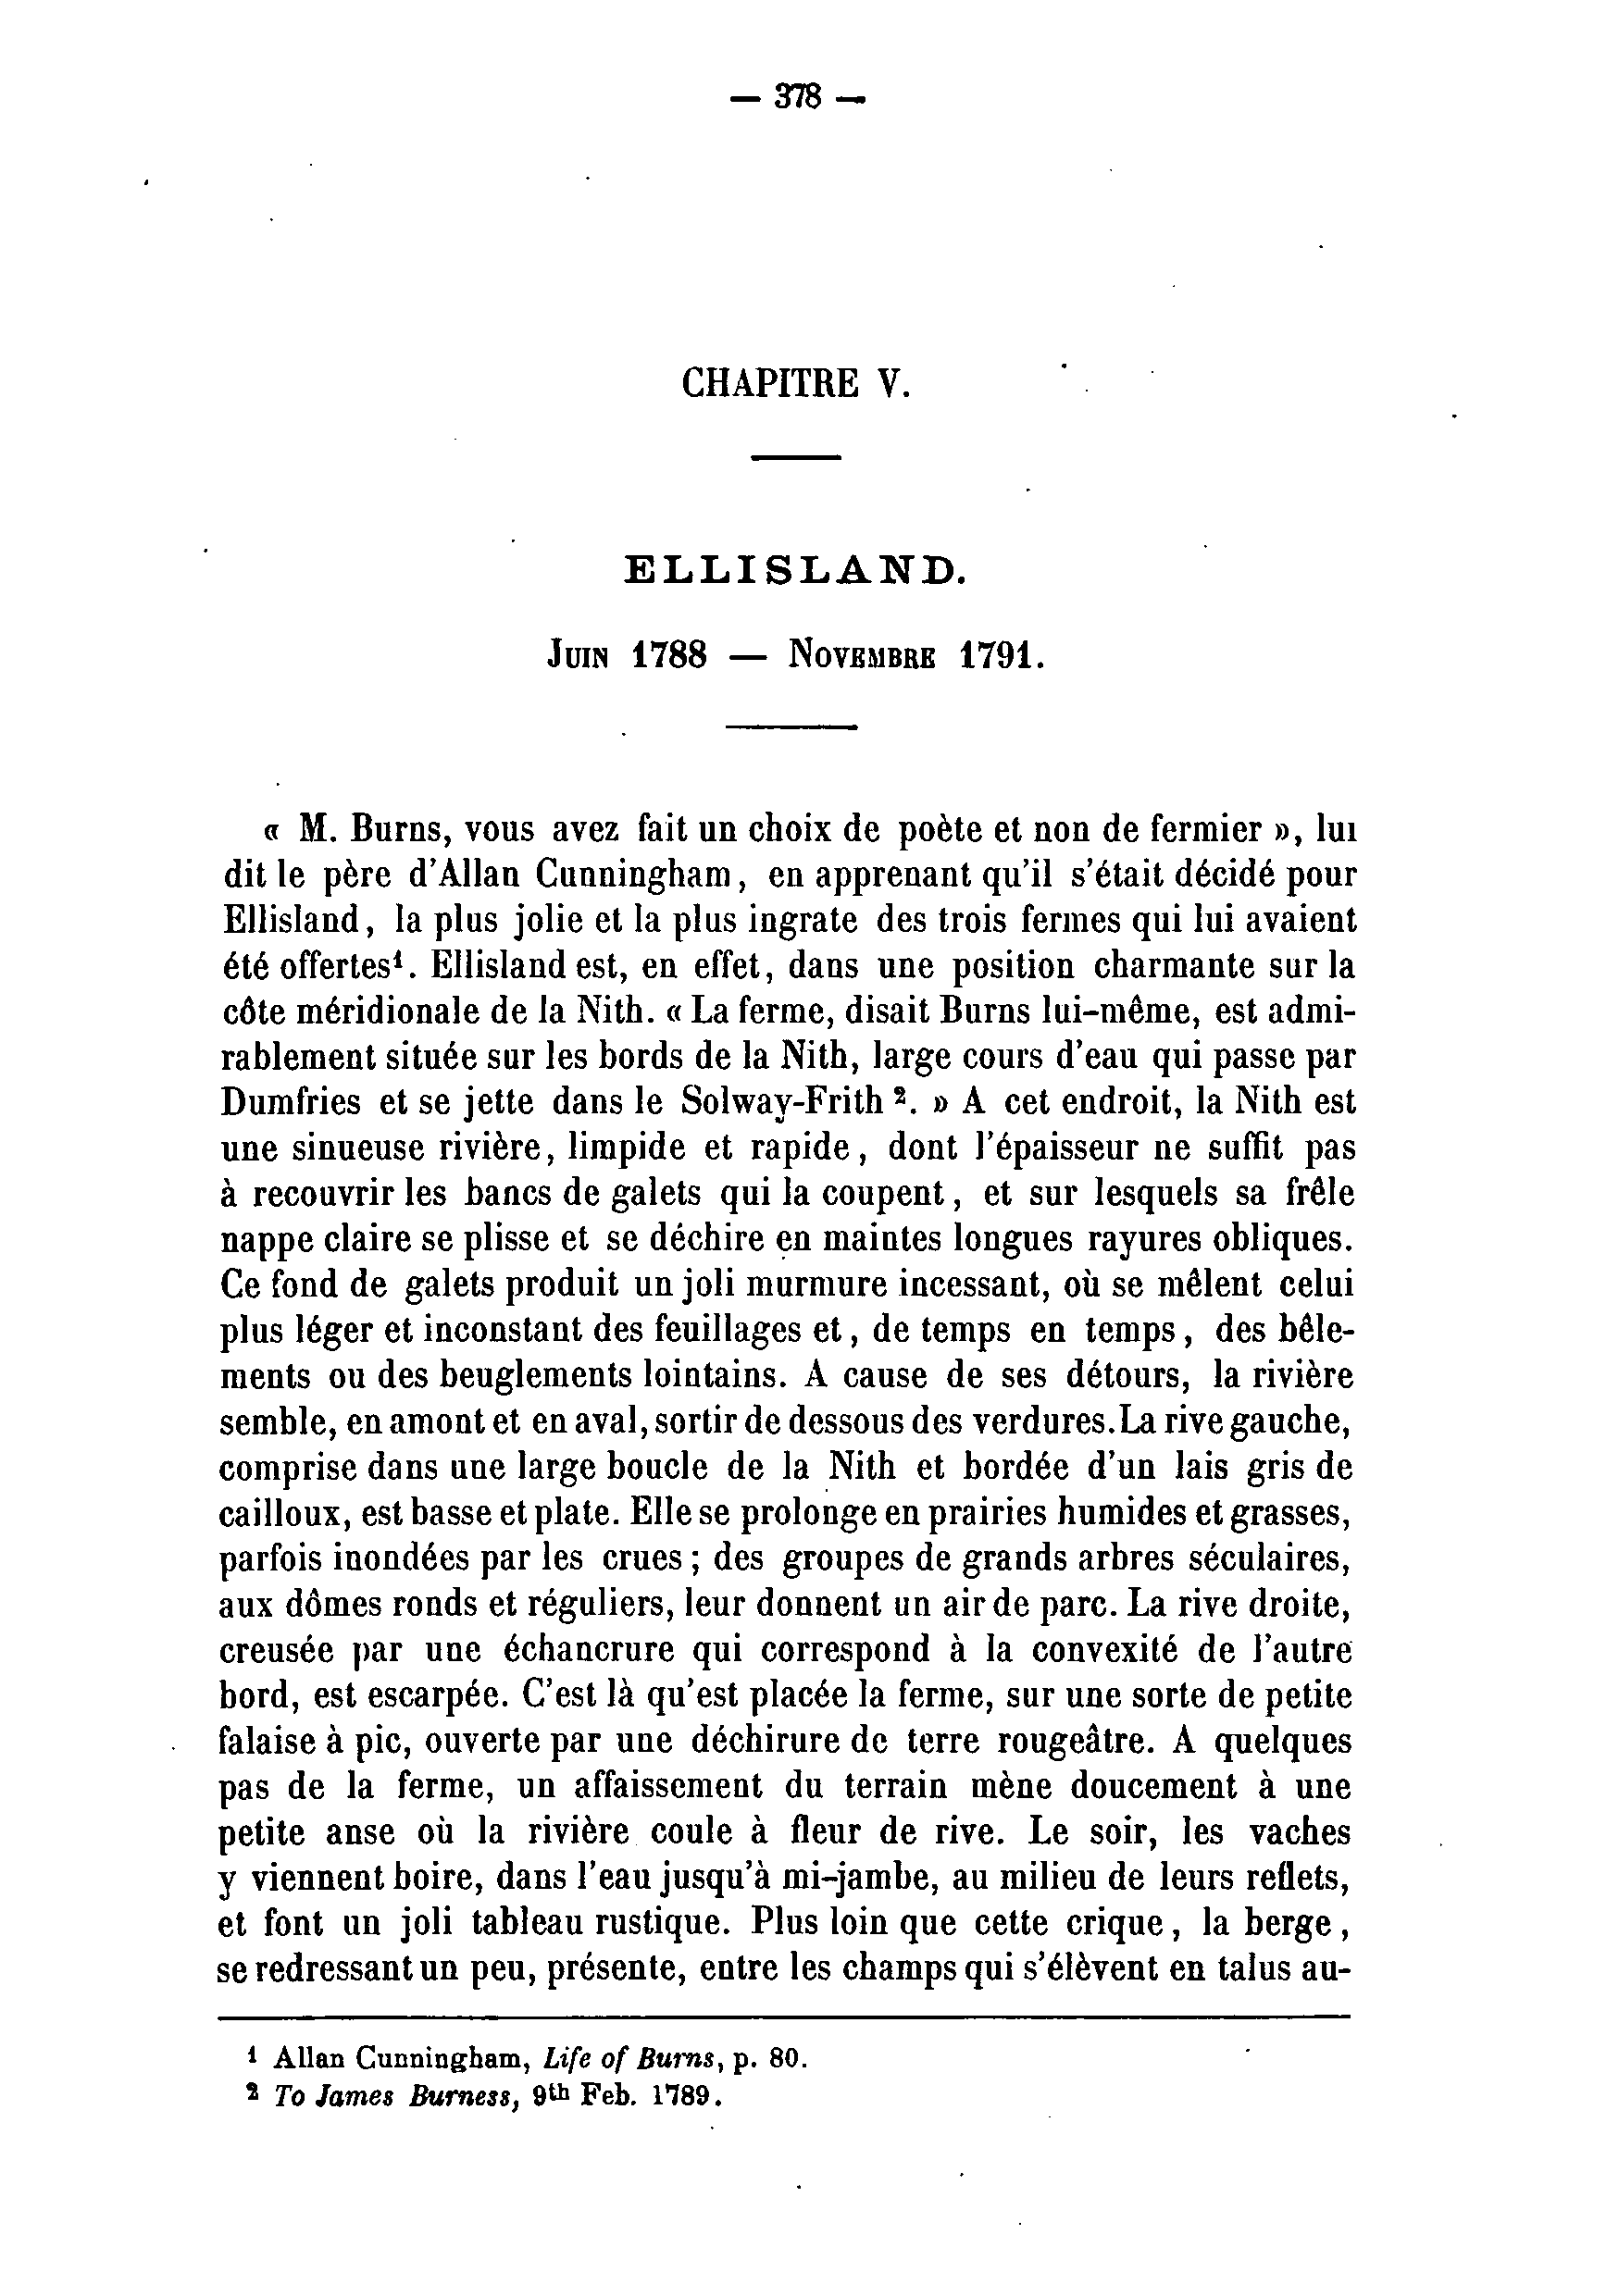 — 378 —
CHAPITRE V.
ELLISLAND.
JUIN 1788 — NOVEMBRE 1791.
« M. Burns, vous avez fait un choix de poète et non de fermier », lui
dit le père d'Allan Cunningham, en apprenant qu'il s'était décidé pour
Ellisland, la plus jolie et la plus ingrate des trois fermes qui lui avaient
été offertes¹. Ellisland est, en effet, dans une position charmante sur la
côte méridionale de la Nith. « La ferme, disait Burns lui-même, est admi-
rablement située sur les bords de la Nith, large cours d'eau qui passe par
Dumfries et se jette dans le Solway-Frith ². » A cet endroit, la Nith est
une sinueuse rivière, limpide et rapide, dont l'épaisseur ne suffit pas
à recouvrir les bancs de galets qui la coupent, et sur lesquels sa frêle
nappe claire se plisse et se déchire en maintes longues rayures obliques.
Ce fond de galets produit un joli murmure incessant, où se mêlent celui
plus léger et inconstant des feuillages et, de temps en temps, des bêle-
ments ou des beuglements lointains. A cause de ses détours, la rivière
semble, en amont et en aval, sortir de dessous des verdures. La rive gauche,
comprise dans une large boucle de la Nith et bordée d'un lais gris de
cailloux, est basse et plate. Elle se prolonge en prairies humides et grasses,
parfois inondées par les crues ; des groupes de grands arbres séculaires,
aux dômes ronds et réguliers, leur donnent un air de parc. La rive droite,
creusée par une échancrure qui correspond à la convexité de l'autre
bord, est escarpée. C'est là qu'est placée la ferme, sur une sorte de petite
falaise à pic, ouverte par une déchirure de terre rougeâtre. A quelques
pas de la ferme, un affaissement du terrain mène doucement à une
petite anse où la rivière coule à fleur de rive. Le soir, les vaches
y viennent boire, dans l'eau jusqu'à mi-jambe, au milieu de leurs reflets,
et font un joli tableau rustique. Plus loin que cette crique, la berge,
se redressant un peu, présente, entre les champs qui s'élèvent en talus au-
¹ Allan Cunningham, Life of Burns, p. 80.
² To James Burness, 9th Feb. 1789.